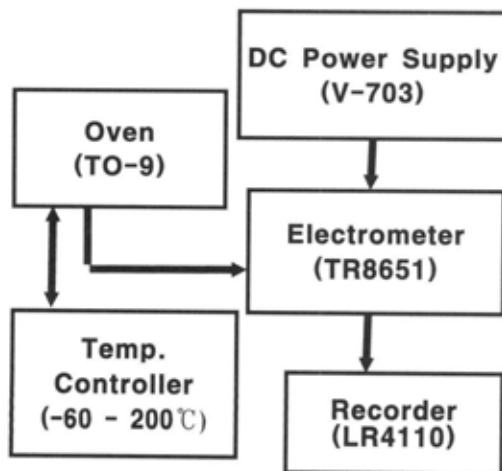 DC Power Supply
(V-703)
Oven
(TO-9)
Electrometer
(TR8651)
Temp.
Controller
(-60 - 200℃)
Recorder
(LR4110)